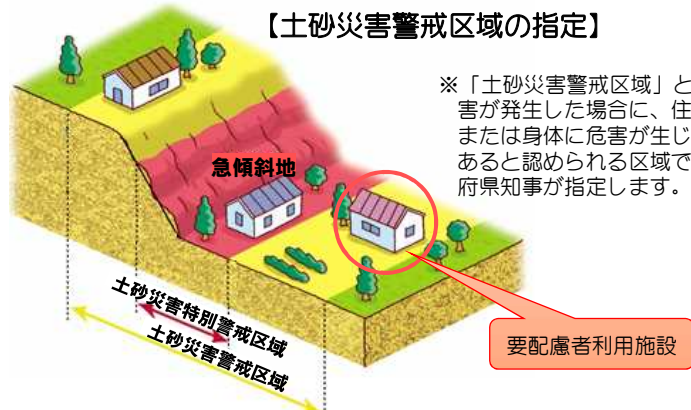 【土砂災害警戒区域の指定】
※「土砂災害警戒区域」と
害が発生した場合に、住
または身体に危害が生じ
あると認められる区域で
府県知事が指定します。
急傾斜地
土砂災害特別警戒区域
土砂災害警戒区域
要配慮者利用施設